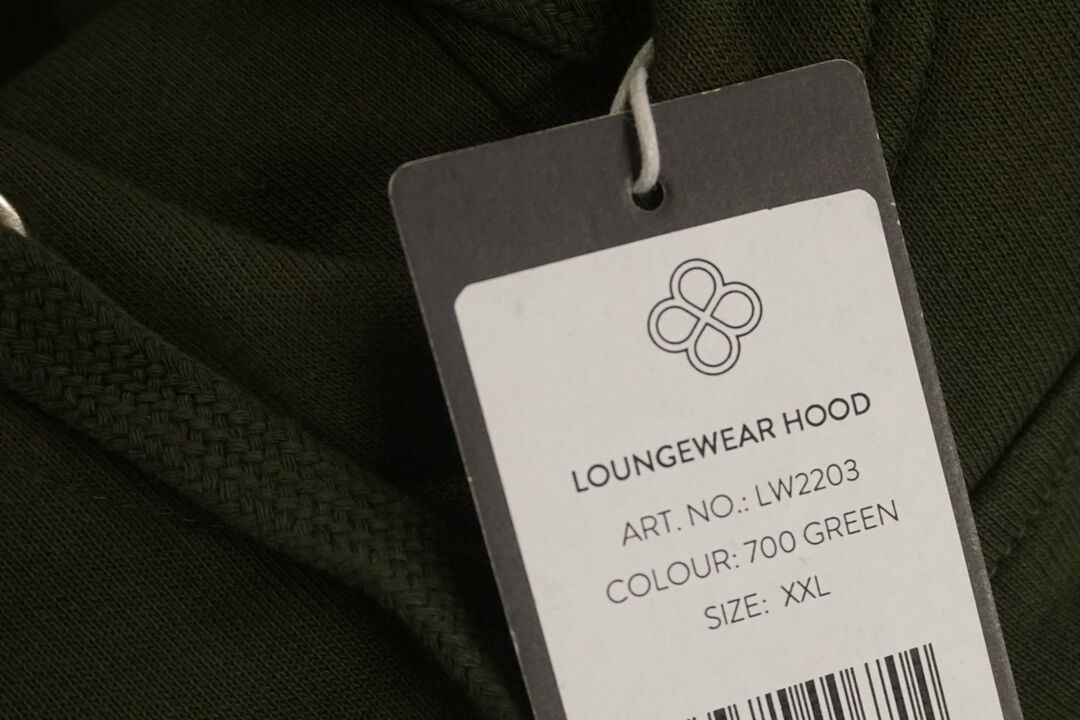 LOUNGEWEAR HOOD
ART. NO.: LW2203
COLOUR: 700 GREEN
SIZE: XXL